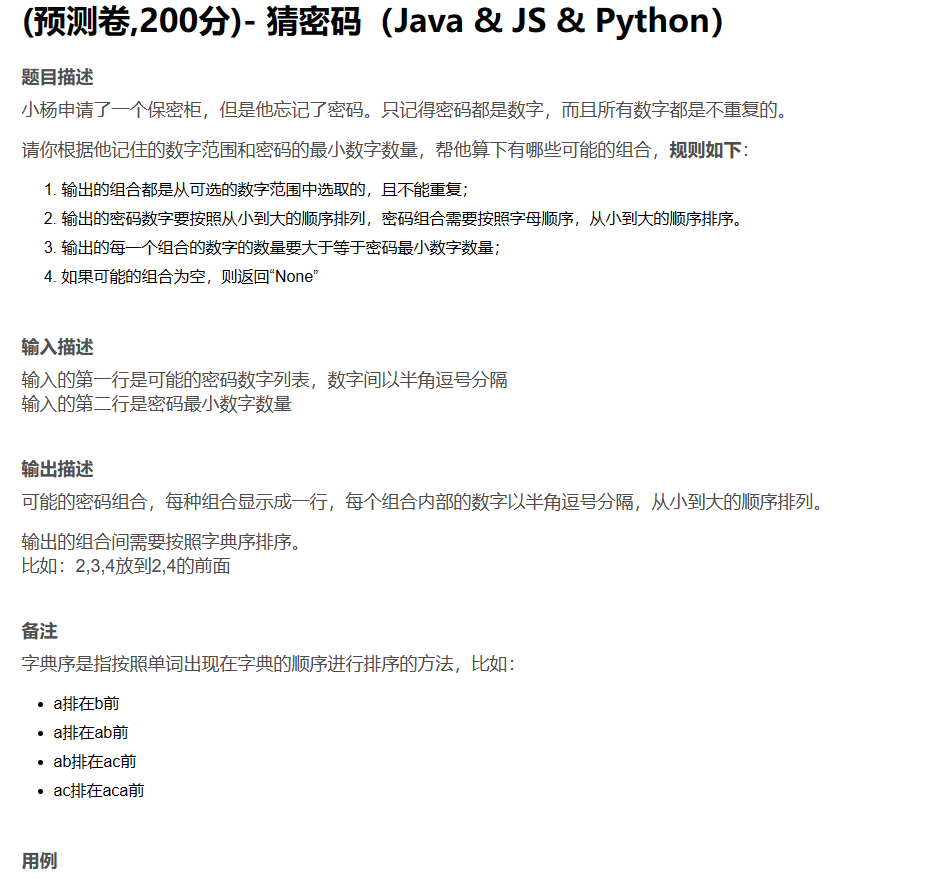 (预测卷,200分)- 猜密码（Java & JS & Python）
题目描述
小杨申请了一个保密柜，但是他忘记了密码。只记得密码都是数字，而且所有数字都是不重复的。
请你根据他记住的数字范围和密码的最小数字数量，帮他算下有哪些可能的组合，规则如下：
1. 输出的组合都是从可选的数字范围中选取的，且不能重复；
2. 输出的密码数字要按照从小到大的顺序排列，密码组合需要按照字母顺序，从小到大的顺序排序。
3. 输出的每一个组合的数字的数量要大于等于密码最小数字数量；
4. 如果可能的组合为空，则返回“None”
输入描述
输入的第一行是可能的密码数字列表，数字间以半角逗号分隔
输入的第二行是密码最小数字数量
输出描述
可能的密码组合，每种组合显示成一行，每个组合内部的数字以半角逗号分隔，从小到大的顺序排列。
输出的组合间需要按照字典序排序。
比如：2,3,4放到2,4的前面
备注
字典序是指按照单词出现在字典的顺序进行排序的方法，比如：
• a排在b前
• a排在ab前
• ab排在ac前
• ac排在aca前
用例